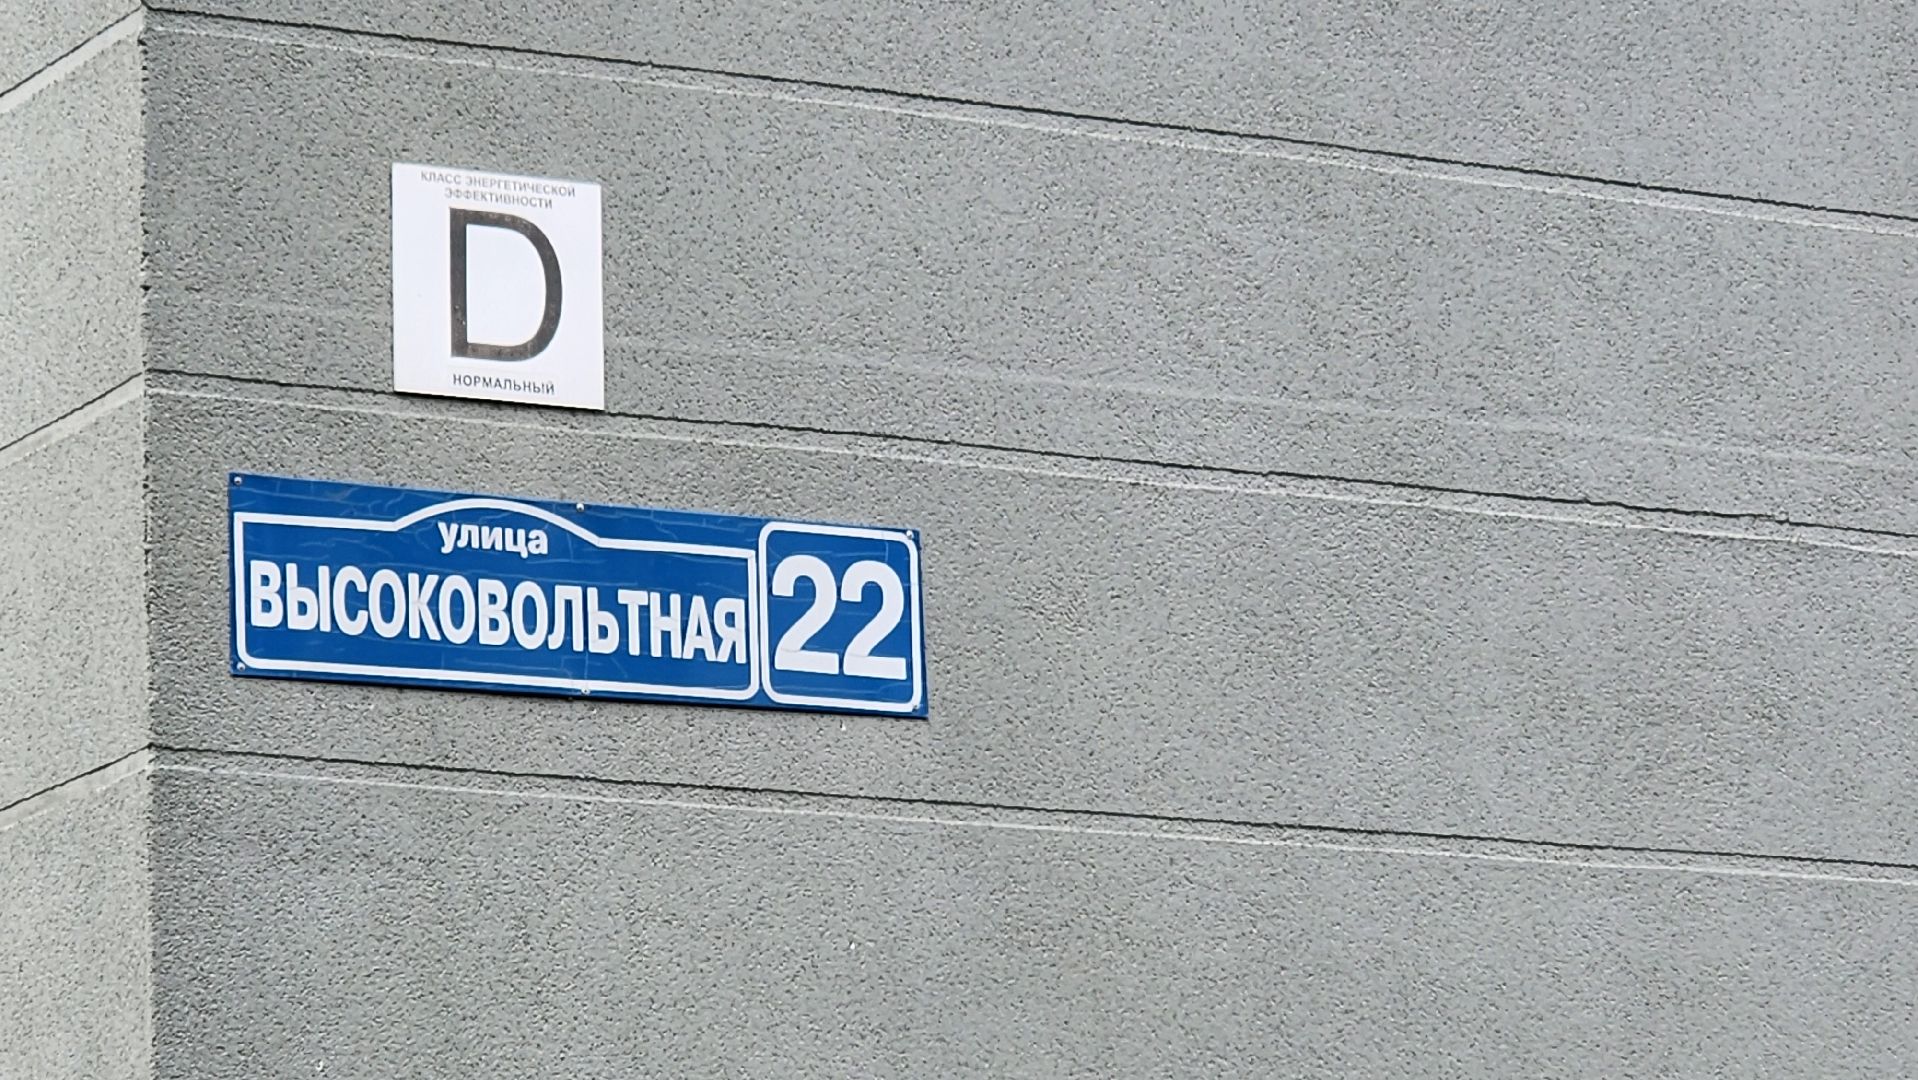 КЛАСС ЭНЕРГЕТИЧЕСКОЙ
ЭФФЕКТИВНОСТИ
D
НОРМАЛЬНЫЙ
улица
ВЫСОКОВОЛЬТНАЯ
22